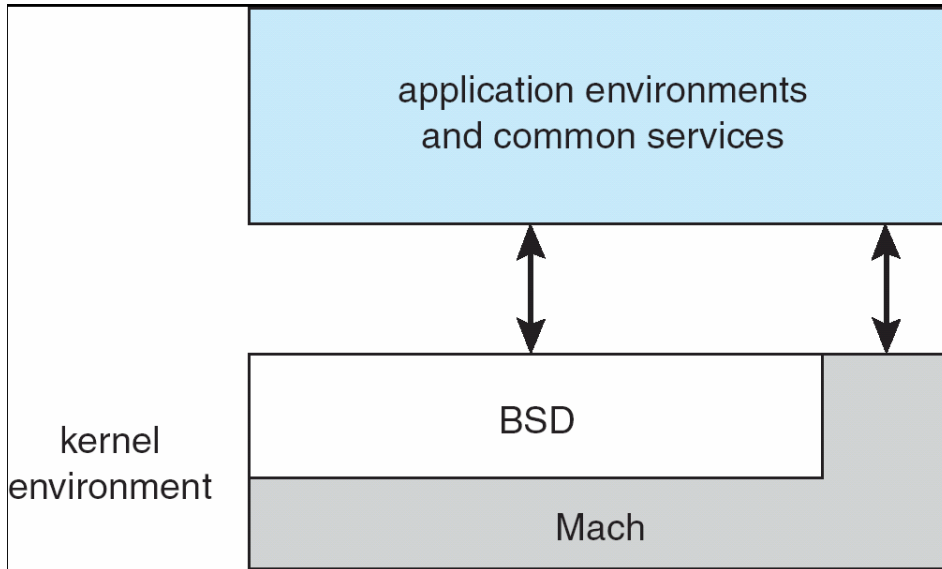 application environments
and common services
BSD
kernel
environment
Mach